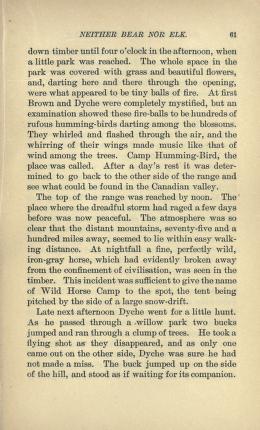 NEITHER BEAR NOR ELK. 61
down timber until four o'clock in the afternoon, when
a little park was reached. The whole space in the
park was covered with grass and beautiful flowers,
and, darting here and there through the opening,
were what appeared to be tiny balls of fire. At first
Brown and Dyche were completely mystified, but an
examination showed these fire-balls to be hundreds of
rufous humming-birds darting among the blossoms.
They whirled and flashed through the air, and the
whirring of their wings made music like that of
wind among the trees. Camp Humming-Bird, the
place was called. After a day's rest it was deter-
mined to go back to the other side of the range and
see what could be found in the Canadian valley.
The top of the range was reached by noon. The
place where the dreadful storm had raged a few days
before was now peaceful. The atmosphere was so
clear that the distant mountains, seventy-five and a
hundred miles away, seemed to lie within easy walk-
ing distance. At nightfall a fine, perfectly wild,
iron-gray horse, which had evidently broken away
from the confinement of civilisation, was seen in the
timber. This incident was sufficient to give the name
of Wild Horse Camp to the spot, the tent being
pitched by the side of a large snow-drift.
Late next afternoon Dyche went for a little hunt.
As he passed through a willow park two bucks
jumped and ran through a clump of trees. He took a
flying shot as they disappeared, and as only one
came out on the other side, Dyche was sure he had
not made a miss. The buck jumped up on the side
of the hill, and stood as if waiting for its companion.